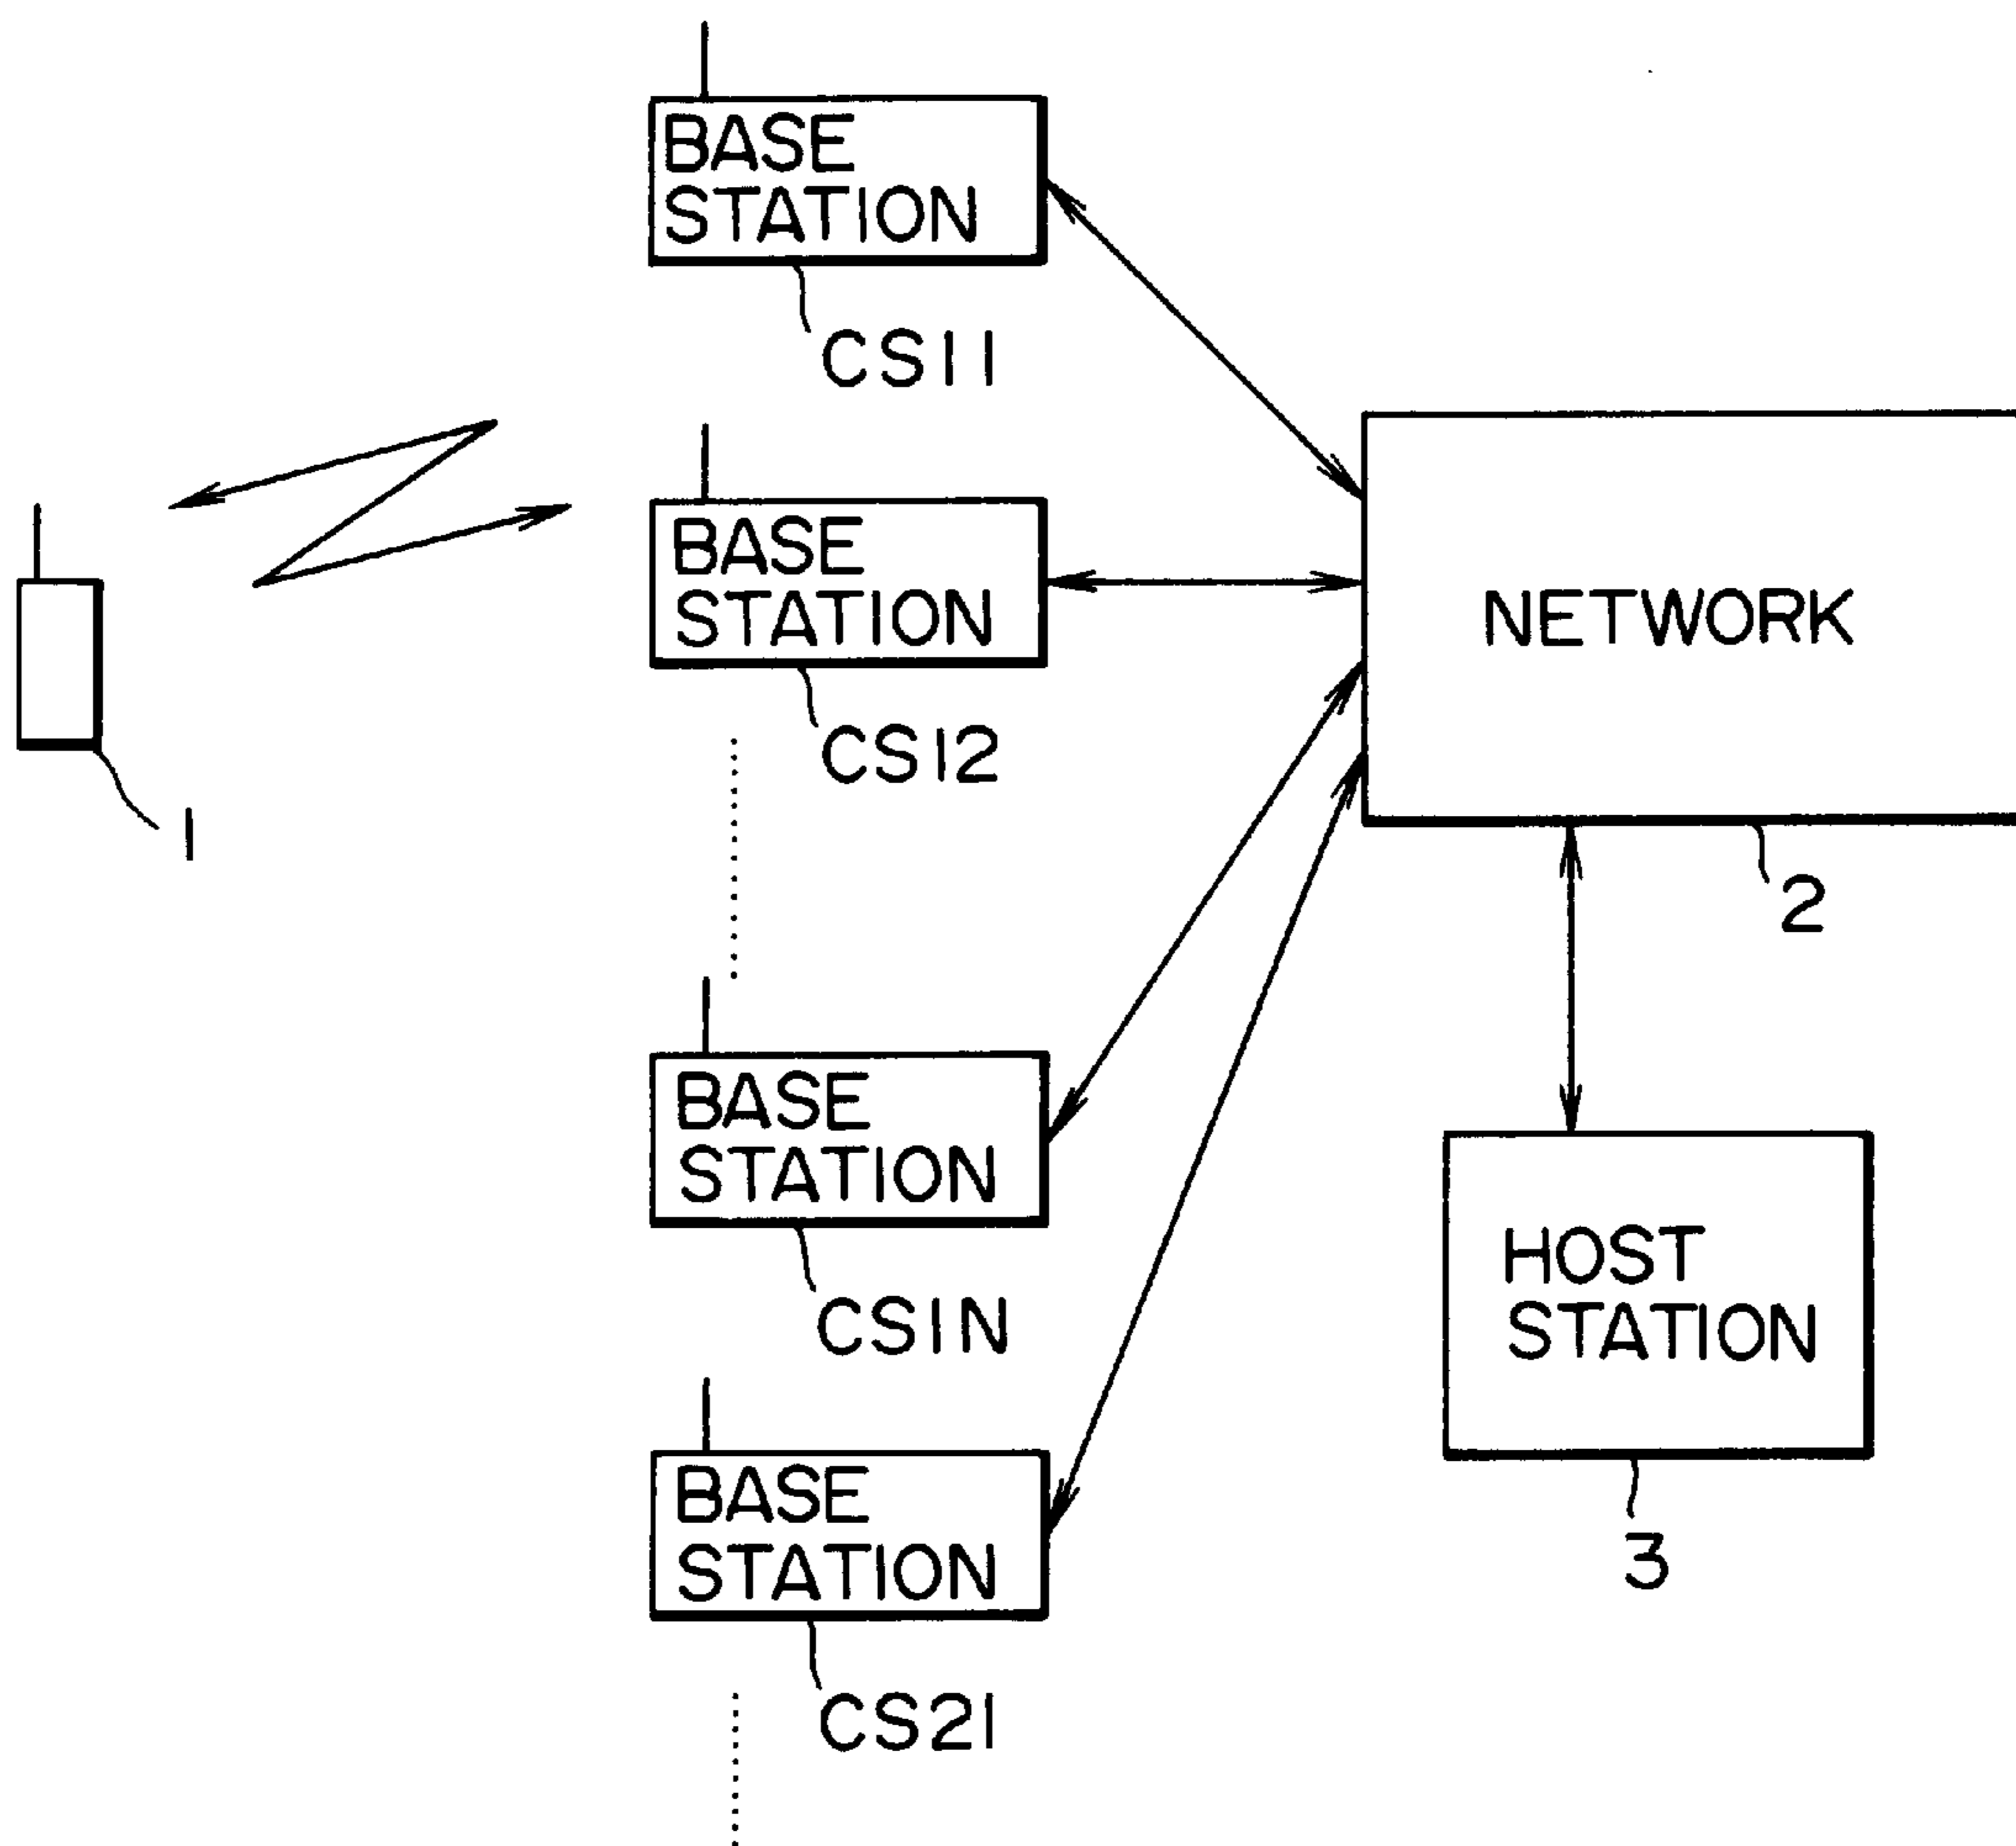 BASE
STATION
CS11
BASE
STATION
CS12
NETWORK
1
2
BASE
STATION
CS1N
HOST
STATION
3
BASE
STATION
CS21